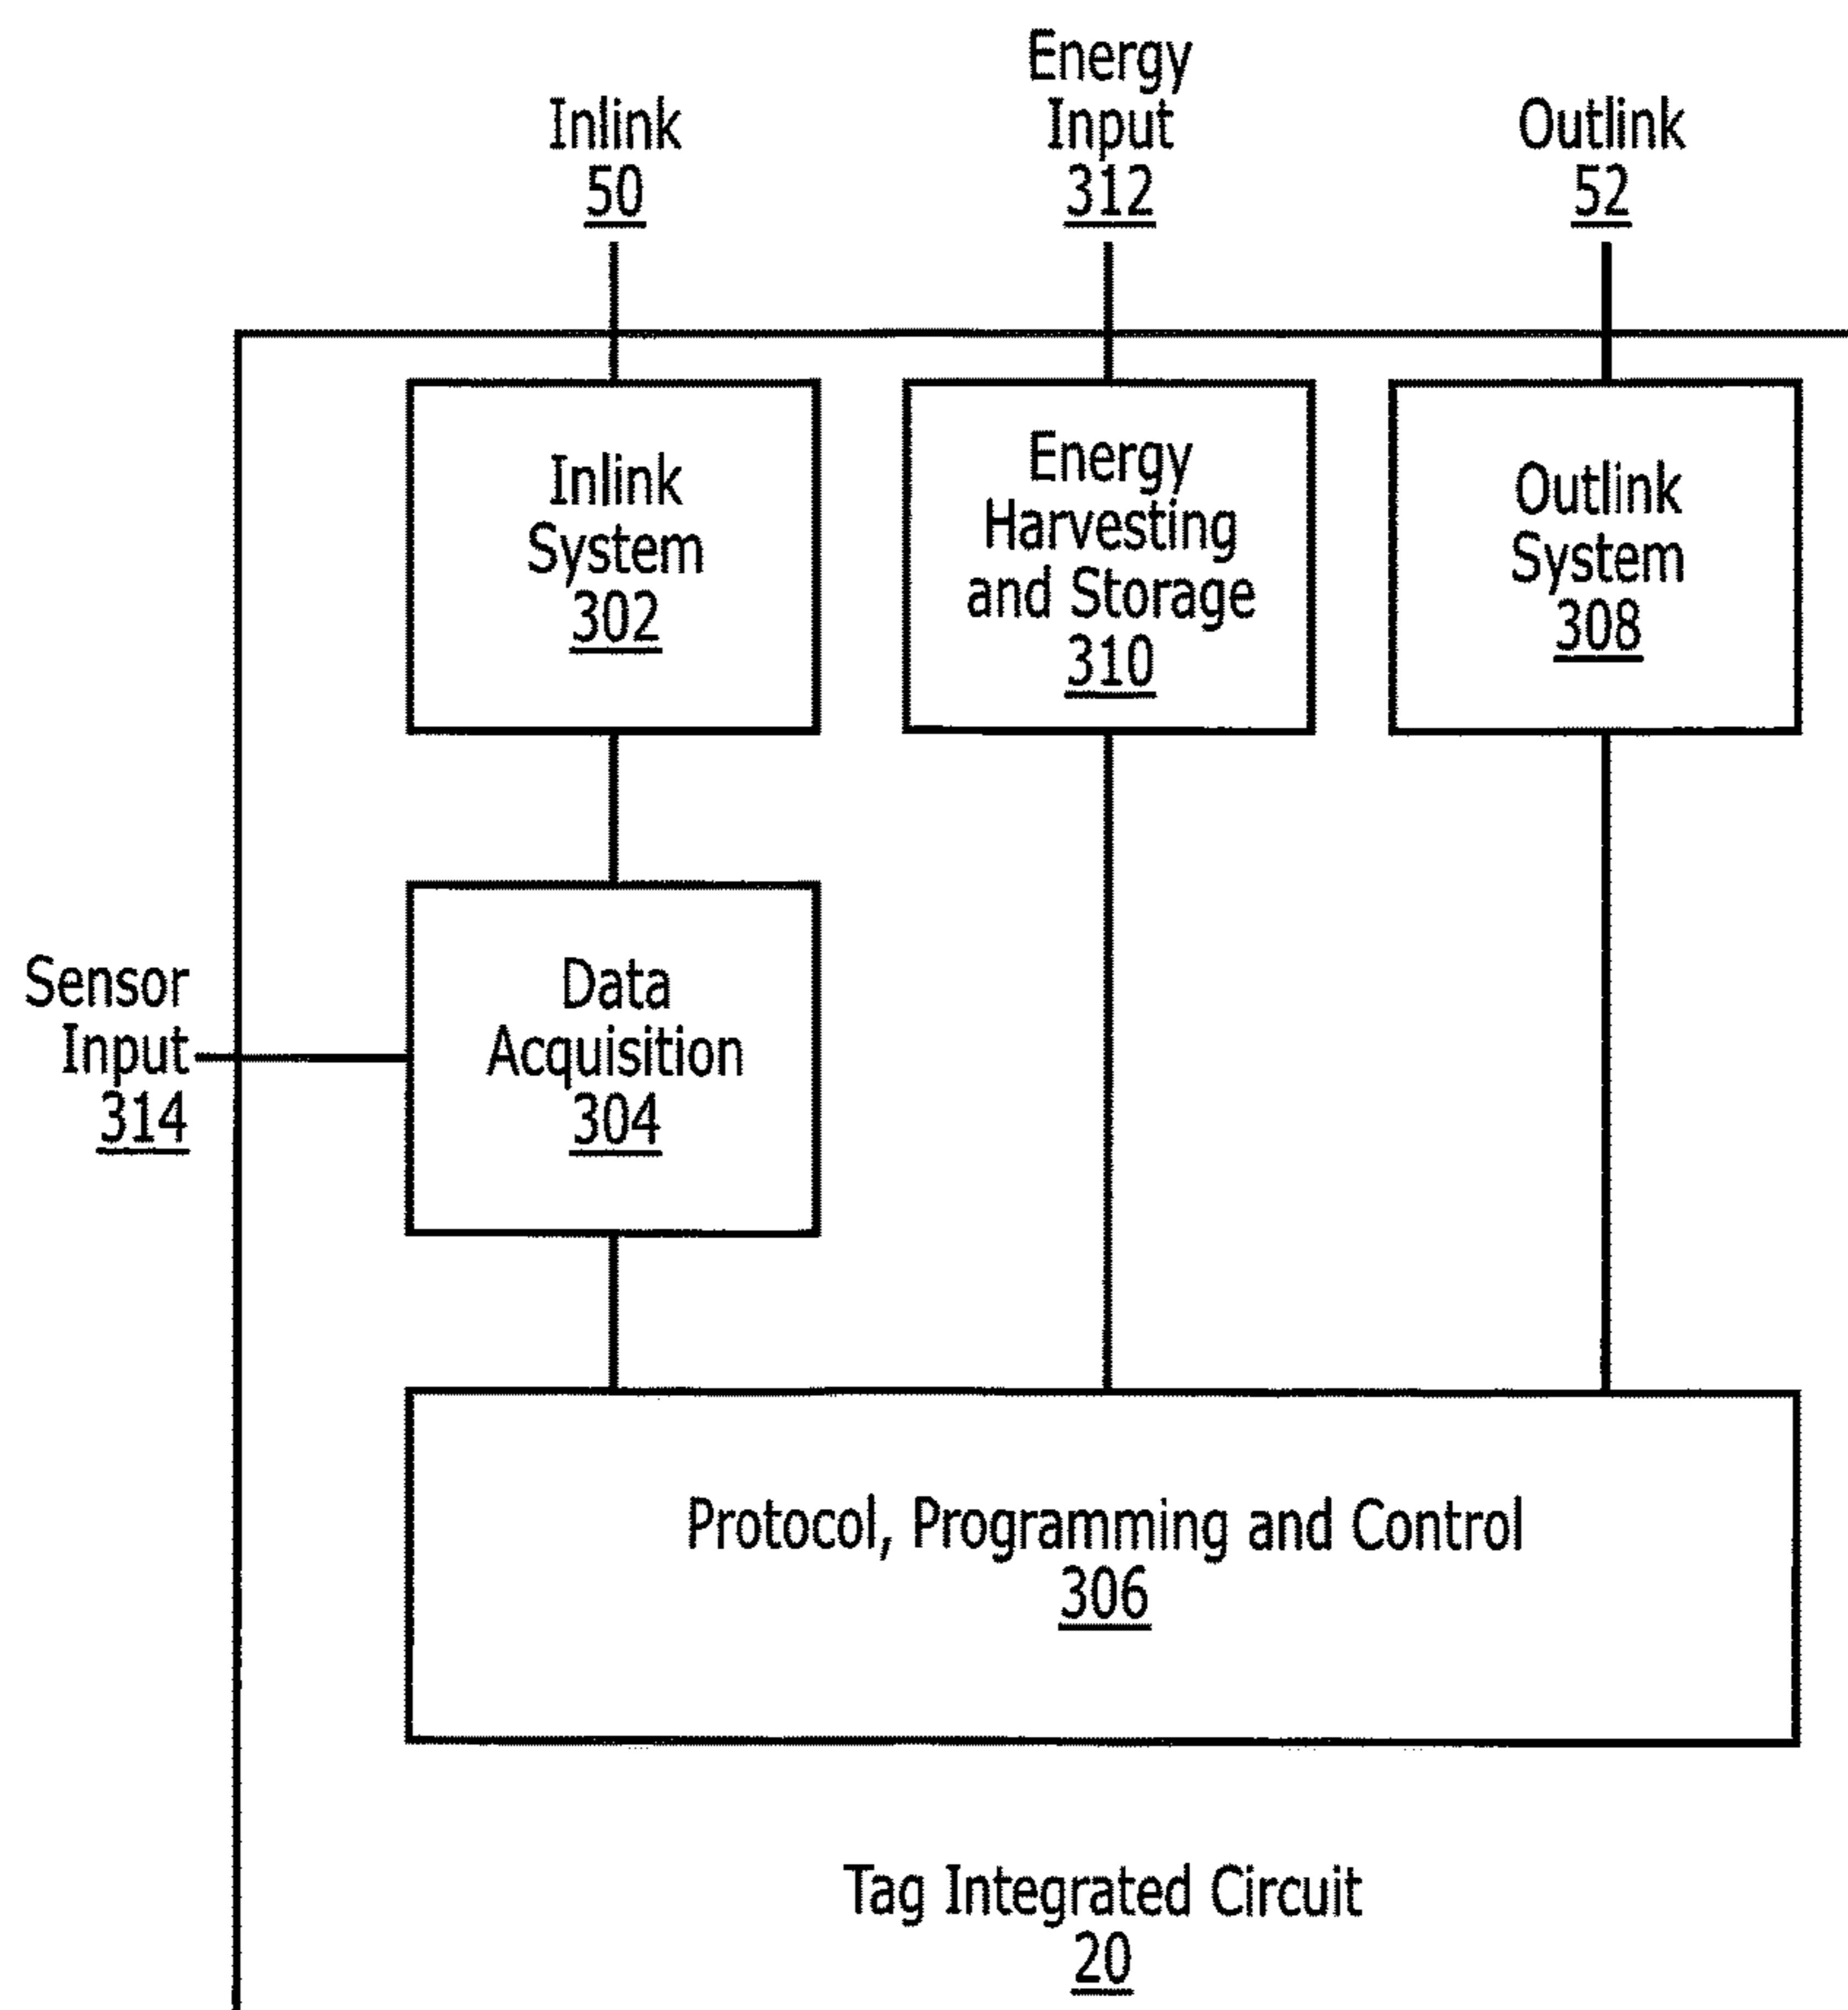 Inlink
50
Energy
Input
312
Outlink
52
Inlink
System
302
Energy
Harvesting
and Storage
310
Outlink
System
308
Sensor
Input
314
Data
Acquisition
304
Protocol, Programming and Control
306
Tag Integrated Circuit
20